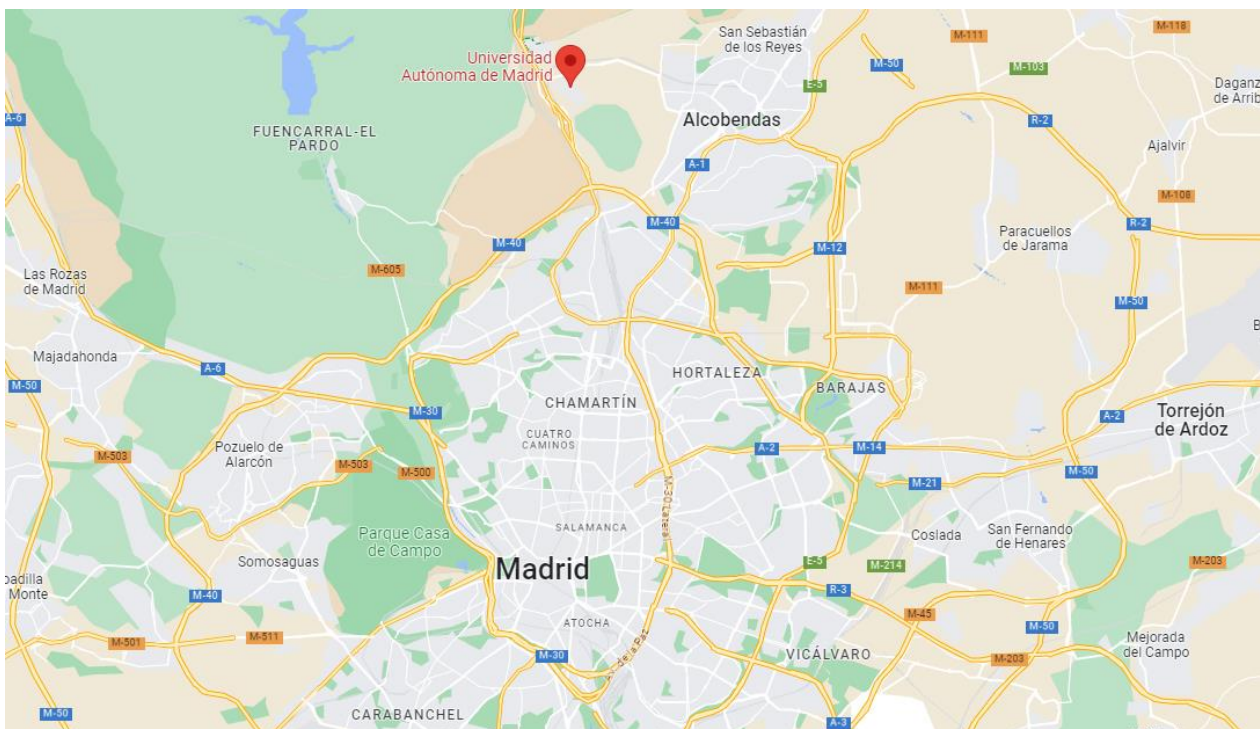 San Sebastián
de los Reyes
M-111
M-118
Universidad
Autónoma de Madrid
M-50
M-103
E-5
A-6
Alcobendas
R-2
FUENCARRAL-EL
PARDO
Ajalvir
A-1
M-108
M-40
M-40
M-12
Paracuellos
de Jarama
R-2
Las Rozas
de Madrid
M-605
M-111
M-50
Majadahonda
A-6
HORTALEZA
BARAJAS
M-50
CHAMARTÍN
M-30
A-2
Torrejón
de Ardoz
CUATRO
CAMINOS
Pozuelo de
Alarcón
M-503
M-503
M-500
A-2
M-14
M-50
M-21
M-30 Lateral
Parque Casa
de Campo
SALAMANCA
Coslada
San Fernando
de Henares
Somosaguas
Madrid
E-5
M-214
M-203
R-3
M-40
M-45
ATOCHA
M-50
M-501
M-511
M-30
Av. de la Paz
VICÁLVARO
M-203
Mejorada
del Campo
M-50
CARABANCHEL
A-3